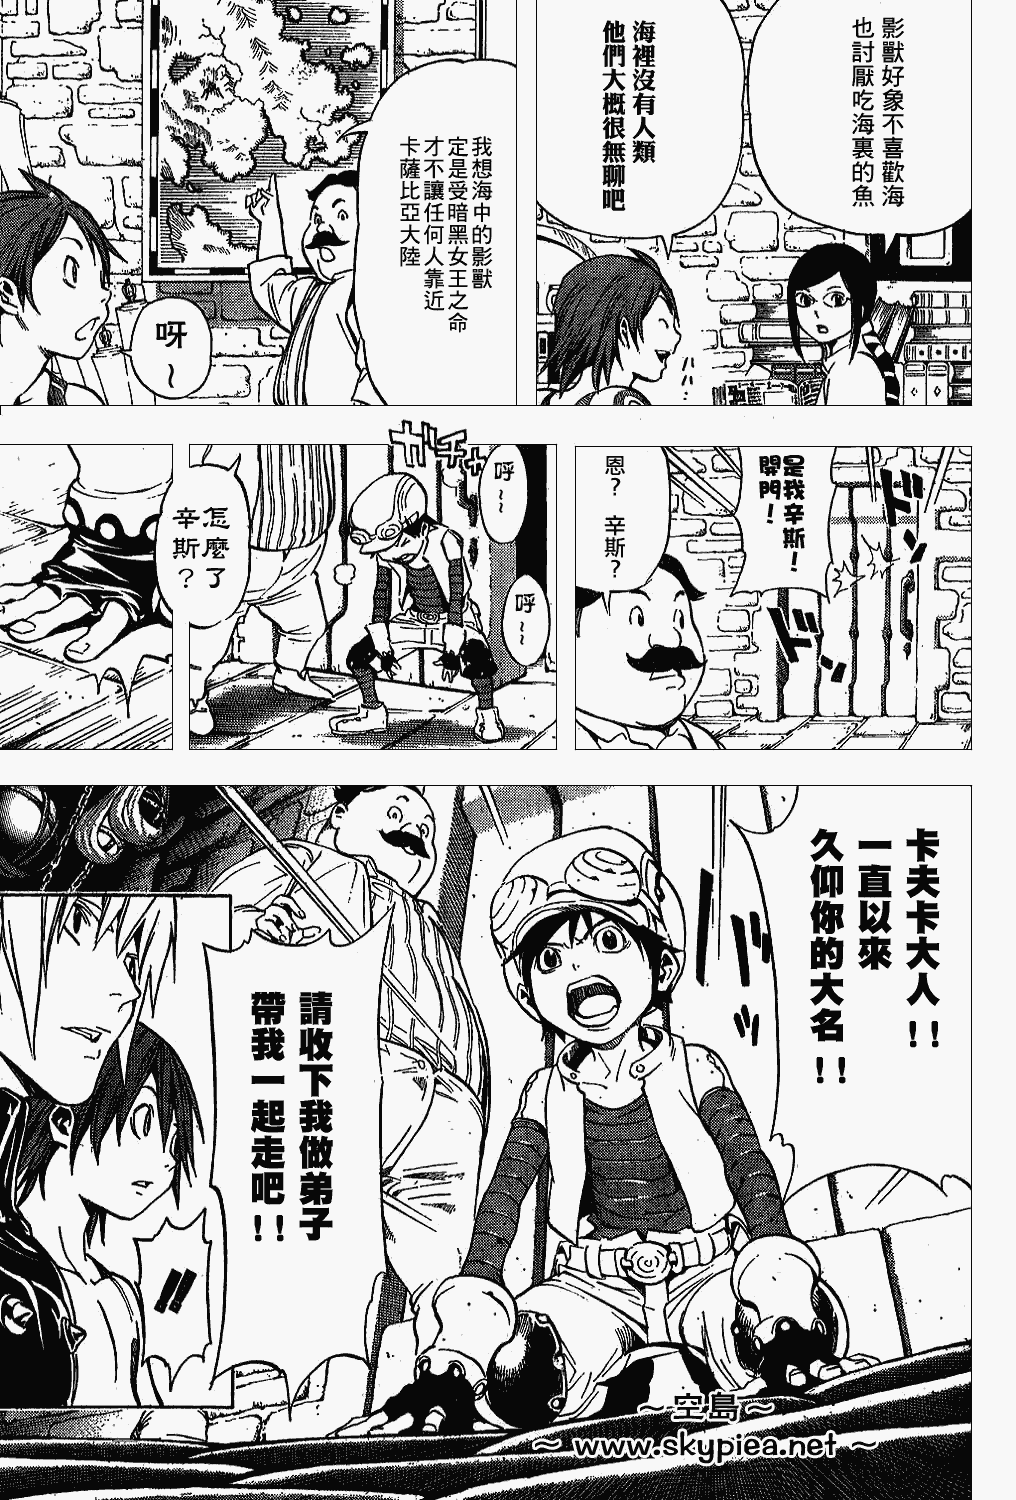 影獸好象不喜歡海
也討厭吃海裏的魚
海裡沒有人類
他們大概很無聊吧
我想海中的影獸
定是受暗黑女王之命
才不讓任何人靠近
卡薩比亞大陸
呀~
ドンドン
是我辛斯!
開門!
恩? 辛斯?
ガチャ
呼~
呼~
怎麼了
辛斯?
卡夫卡大人!!
一直以來
久仰你的大名!!
請收下我做弟子
帶我一起走吧!!
!!
~ 空島 ~
~ www.skypiea.net ~